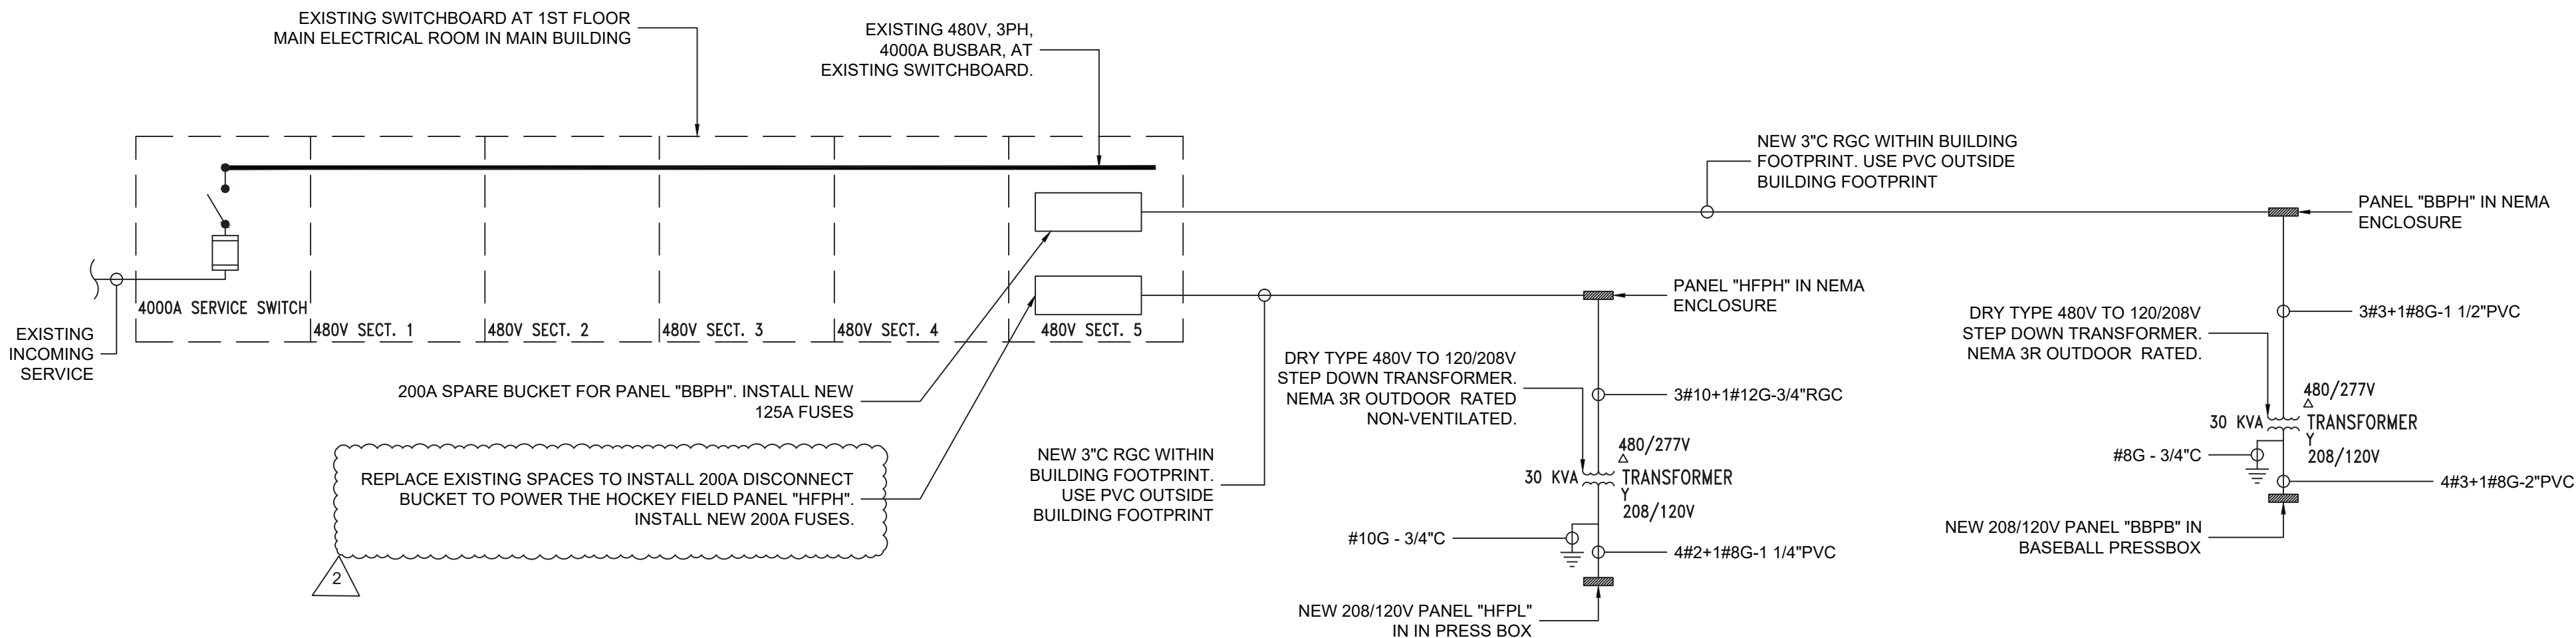 EXISTING SWITCHBOARD AT 1ST FLOOR
MAIN ELECTRICAL ROOM IN MAIN BUILDING
EXISTING 480V, 3PH,
4000A BUSBAR, AT
EXISTING SWITCHBOARD.
NEW 3"C RGC WITHIN BUILDING
FOOTPRINT. USE PVC OUTSIDE
BUILDING FOOTPRINT
PANEL "BBPH" IN NEMA
ENCLOSURE
4000A SERVICE SWITCH
480V SECT. 1
480V SECT. 2
480V SECT. 3
480V SECT. 4
480V SECT. 5
EXISTING
INCOMING
SERVICE
PANEL "HFPH" IN NEMA
ENCLOSURE
200A SPARE BUCKET FOR PANEL "BBPH". INSTALL NEW
125A FUSES
REPLACE EXISTING SPACES TO INSTALL 200A DISCONNECT
BUCKET TO POWER THE HOCKEY FIELD PANEL "HFPH".
INSTALL NEW 200A FUSES.
2
NEW 3"C RGC WITHIN
BUILDING FOOTPRINT.
USE PVC OUTSIDE
BUILDING FOOTPRINT
DRY TYPE 480V TO 120/208V
STEP DOWN TRANSFORMER.
NEMA 3R OUTDOOR RATED
NON-VENTILATED.
3#10+1#12G-3/4"RGC
480/277V
30 KVA
TRANSFORMER
Y
208/120V
#10G - 3/4"C
4#2+1#8G-1 1/4"PVC
NEW 208/120V PANEL "HFPL"
IN IN PRESS BOX
DRY TYPE 480V TO 120/208V
STEP DOWN TRANSFORMER.
NEMA 3R OUTDOOR RATED.
3#3+1#8G-1 1/2"PVC
480/277V
30 KVA
TRANSFORMER
Y
208/120V
#8G - 3/4"C
4#3+1#8G-2"PVC
NEW 208/120V PANEL "BBPB" IN
BASEBALL PRESSBOX